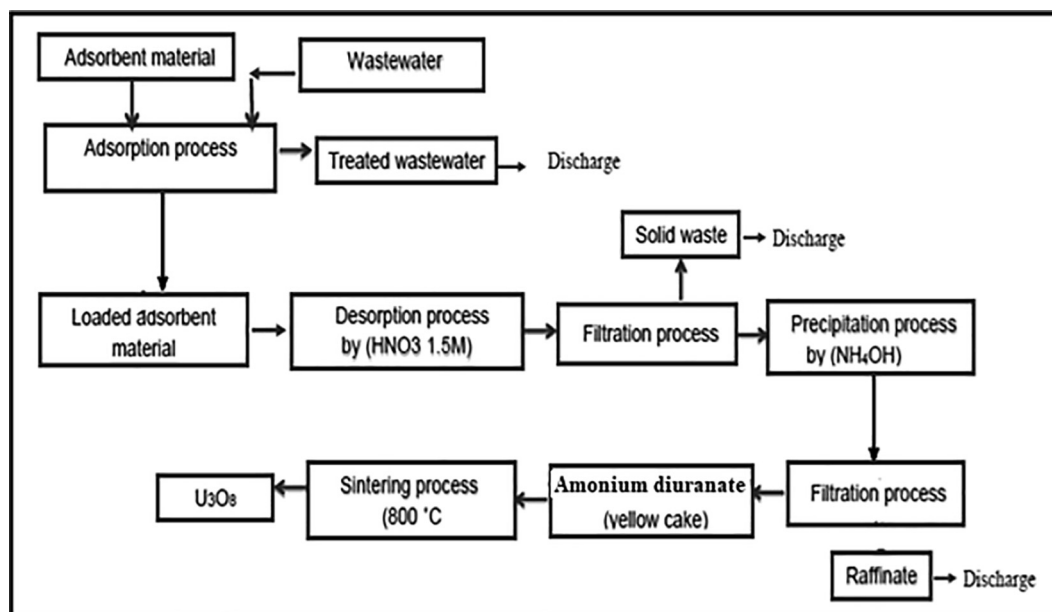 Adsorbent material
Wastewater
Adsorption process
Treated wastewater
Discharge
Solid waste
Discharge
Loaded adsorbent
material
Desorption process
by (HNO3 1.5M)
Filtration process
Precipitation process
by (NH₄OH)
U₃O₈
Sintering process
(800 °C
Amonium diuranate
(yellow cake)
Filtration process
Raffinate
Discharge